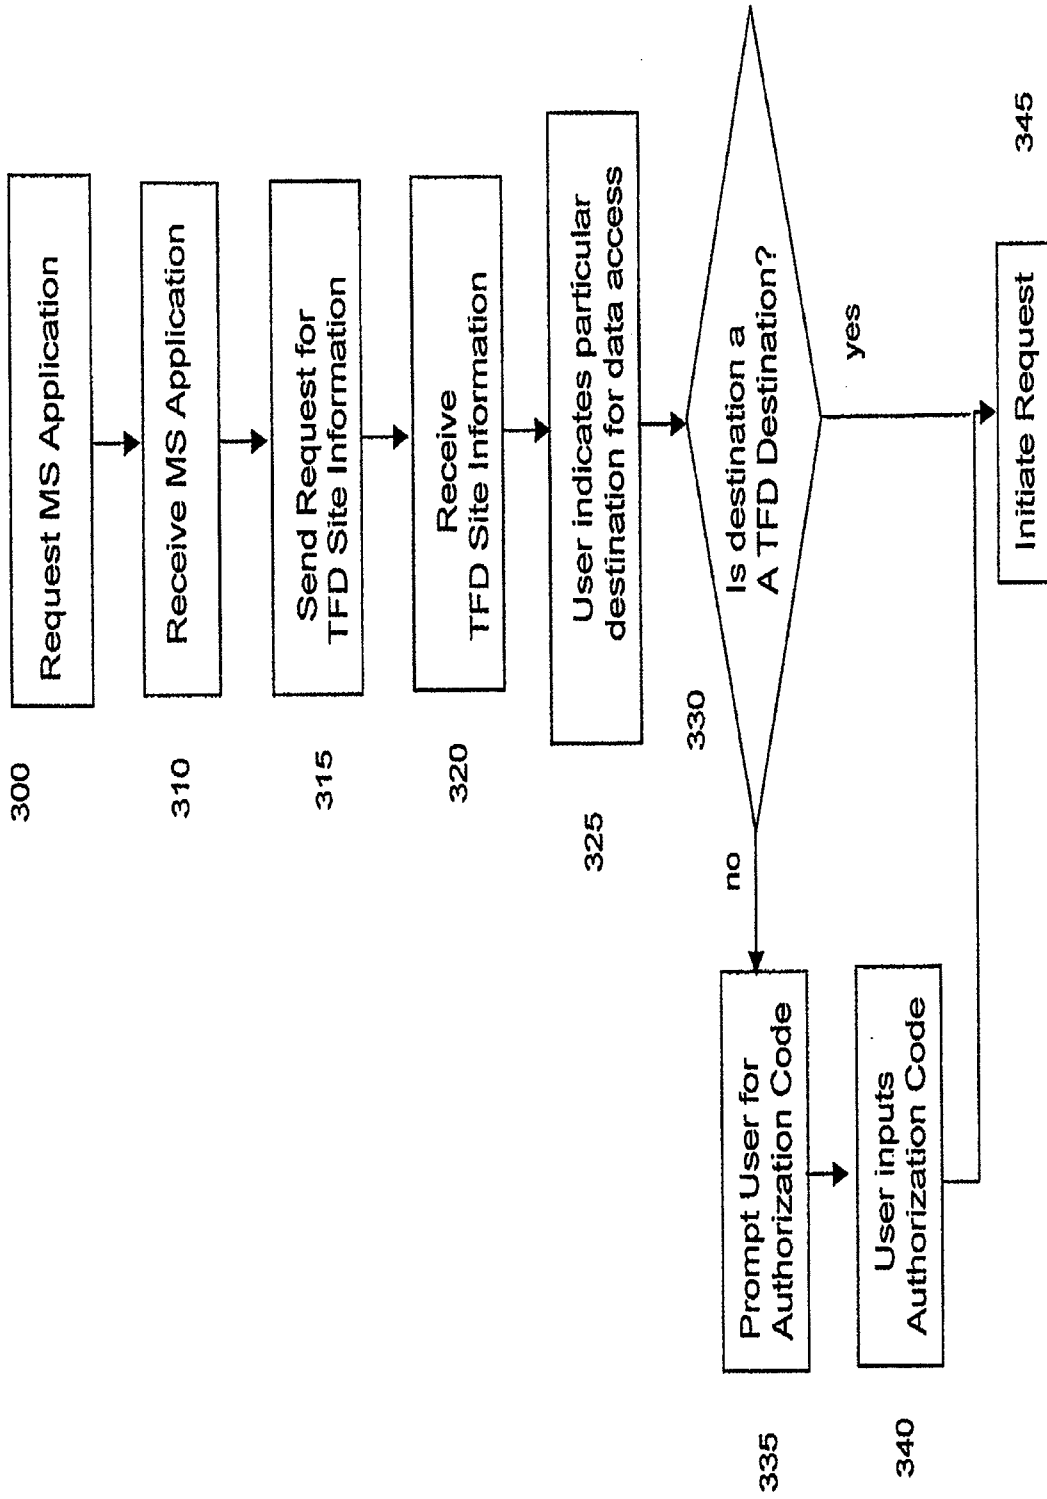 300
Request MS Application
310
Receive MS Application
315
Send Request for
TFD Site Information
320
Receive
TFD Site Information
325
User indicates particular
destination for data access
330
Is destination a
A TFD Destination?
no
yes
335
Prompt User for
Authorization Code
340
User inputs
Authorization Code
345
Initiate Request